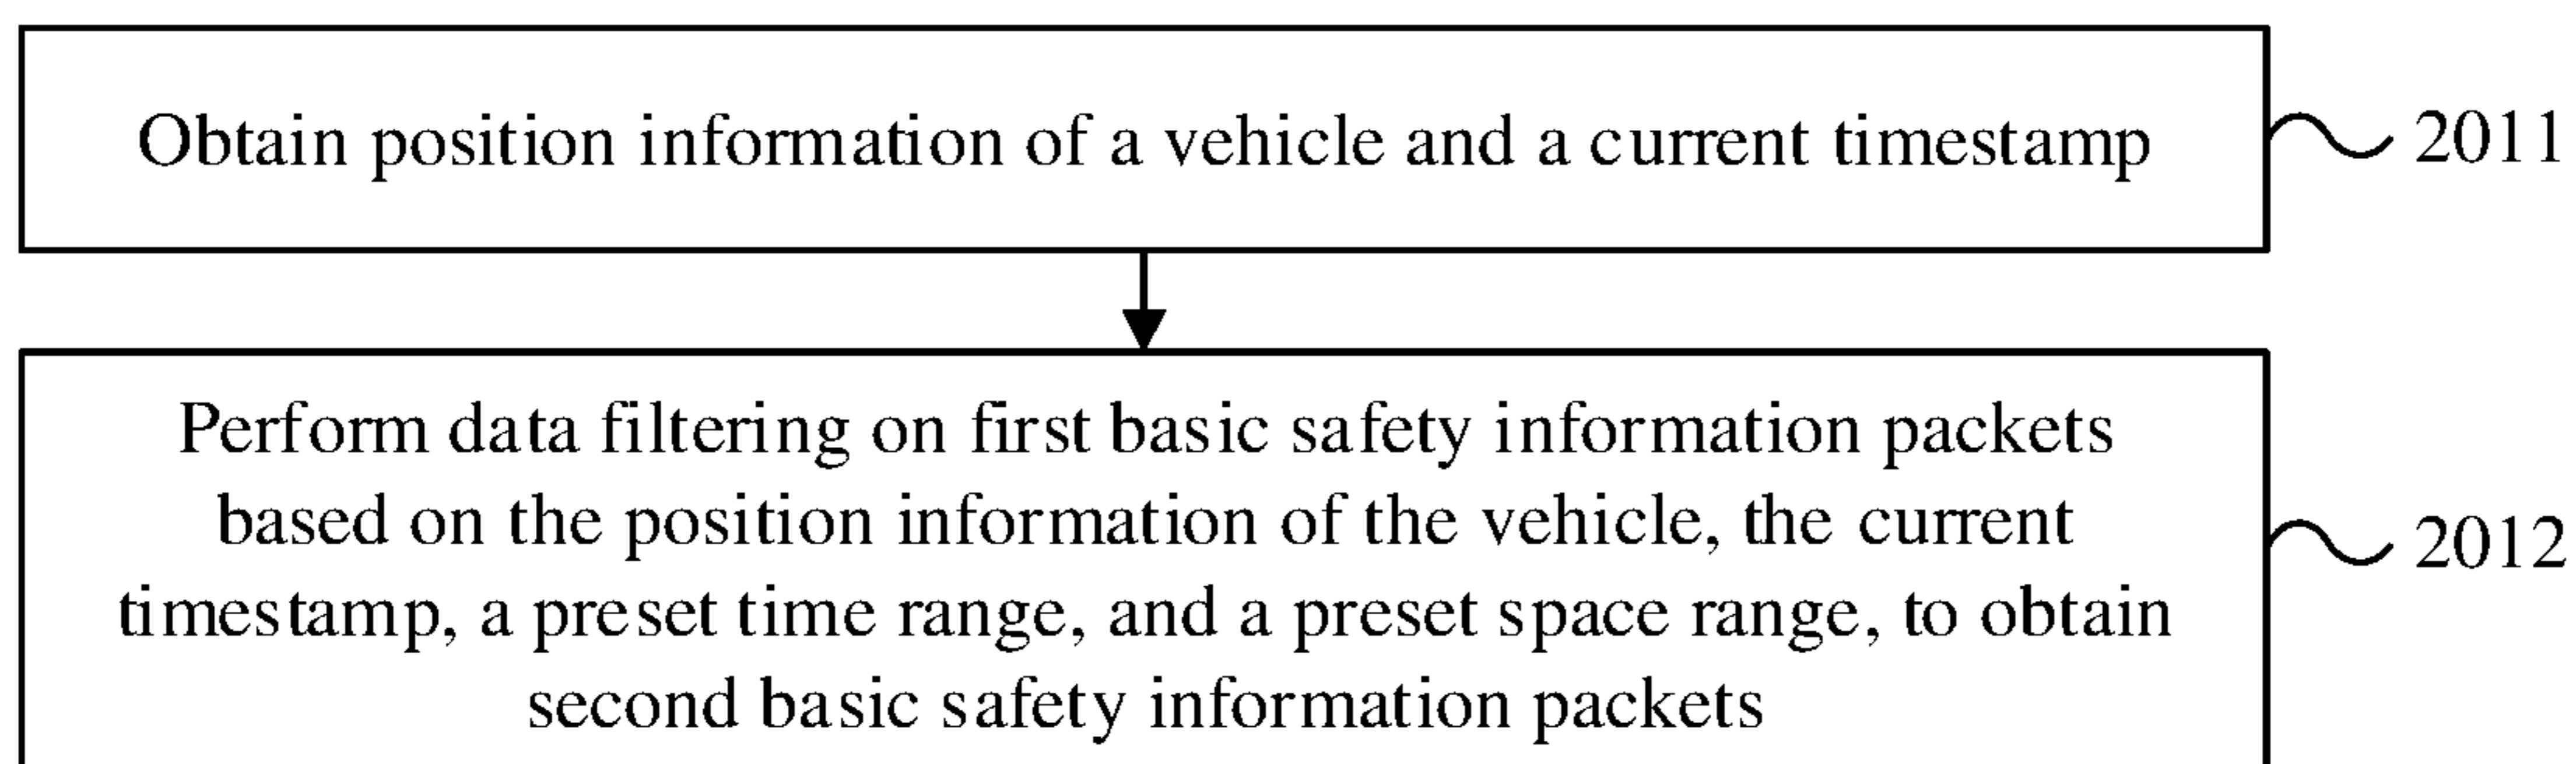 Obtain position information of a vehicle and a current timestamp
2011
Perform data filtering on first basic safety information packets
based on the position information of the vehicle, the current
timestamp, a preset time range, and a preset space range, to obtain
second basic safety information packets
2012